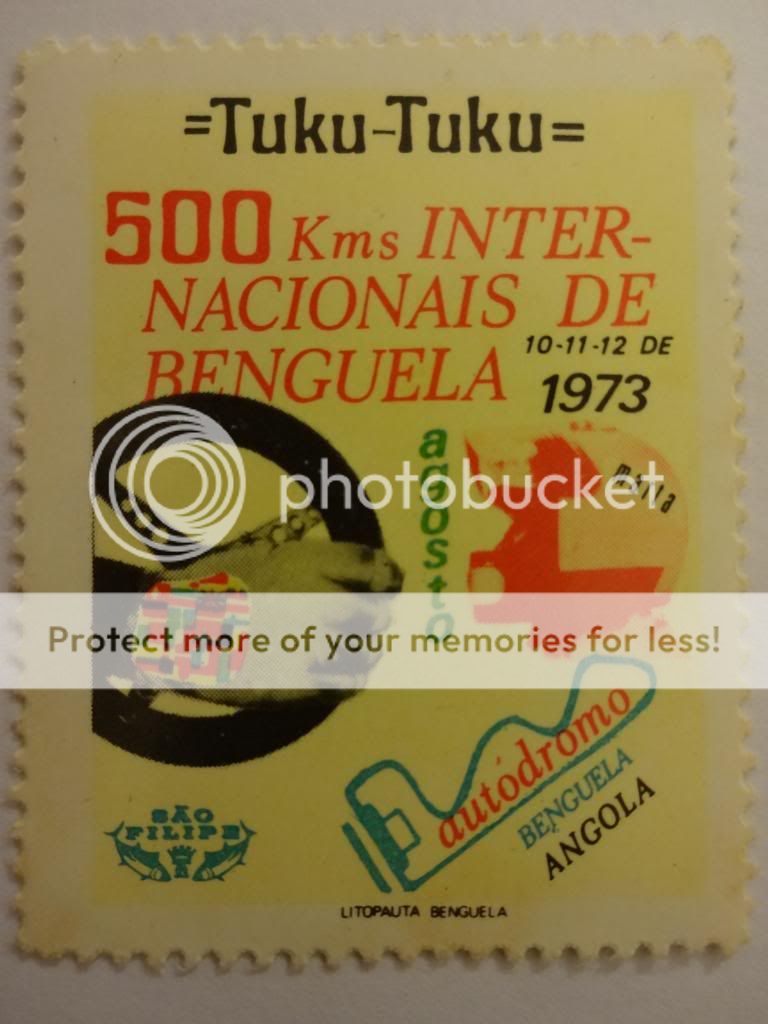 =Tuku-Tuku=
500 Kms INTER-
NACIONAIS DE
BENGUELA
10-11-12 DE
1973
agosto
photobucket
Protect more of your memories for less!
autódromo
BENGUELA
ANGOLA
SÃO
FILIPE
LITOPAUTA BENGUELA